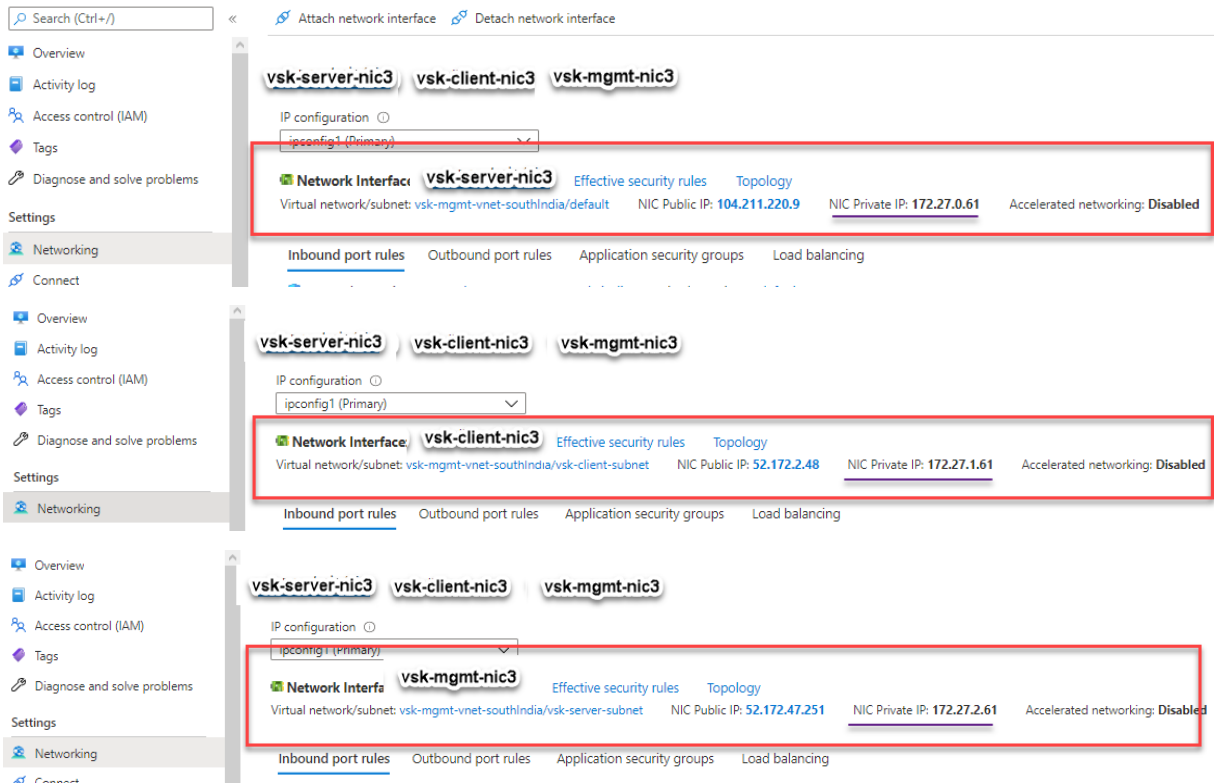 Search (Ctrl+/)
«
Attach network interface
Detach network interface
Overview
Activity log
Access control (IAM)
Tags
Diagnose and solve problems
Settings
Networking
Connect
vsk-server-nic3
vsk-client-nic3
vsk-mgmt-nic3
IP configuration
ipconfig1 (Primary)
Network Interface
vsk-server-nic3
Effective security rules
Topology
Virtual network/subnet: vsk-mgmt-vnet-southIndia/default
NIC Public IP: 104.211.220.9
NIC Private IP: 172.27.0.61
Accelerated networking: Disabled
Inbound port rules
Outbound port rules
Application security groups
Load balancing
Overview
Activity log
Access control (IAM)
Tags
Diagnose and solve problems
Settings
Networking
vsk-server-nic3
vsk-client-nic3
vsk-mgmt-nic3
IP configuration
ipconfig1 (Primary)
Network Interface:
vsk-client-nic3
Effective security rules
Topology
Virtual network/subnet: vsk-mgmt-vnet-southIndia/vsk-client-subnet
NIC Public IP: 52.172.2.48
NIC Private IP: 172.27.1.61
Accelerated networking: Disabled
Inbound port rules
Outbound port rules
Application security groups
Load balancing
Overview
Activity log
Access control (IAM)
Tags
Diagnose and solve problems
Settings
Networking
Connect
vsk-server-nic3
vsk-client-nic3
vsk-mgmt-nic3
IP configuration
ipconfig1 (Primary)
Network Interfa
vsk-mgmt-nic3
Effective security rules
Topology
Virtual network/subnet: vsk-mgmt-vnet-southIndia/vsk-server-subnet
NIC Public IP: 52.172.47.251
NIC Private IP: 172.27.2.61
Accelerated networking: Disabled
Inbound port rules
Outbound port rules
Application security groups
Load balancing